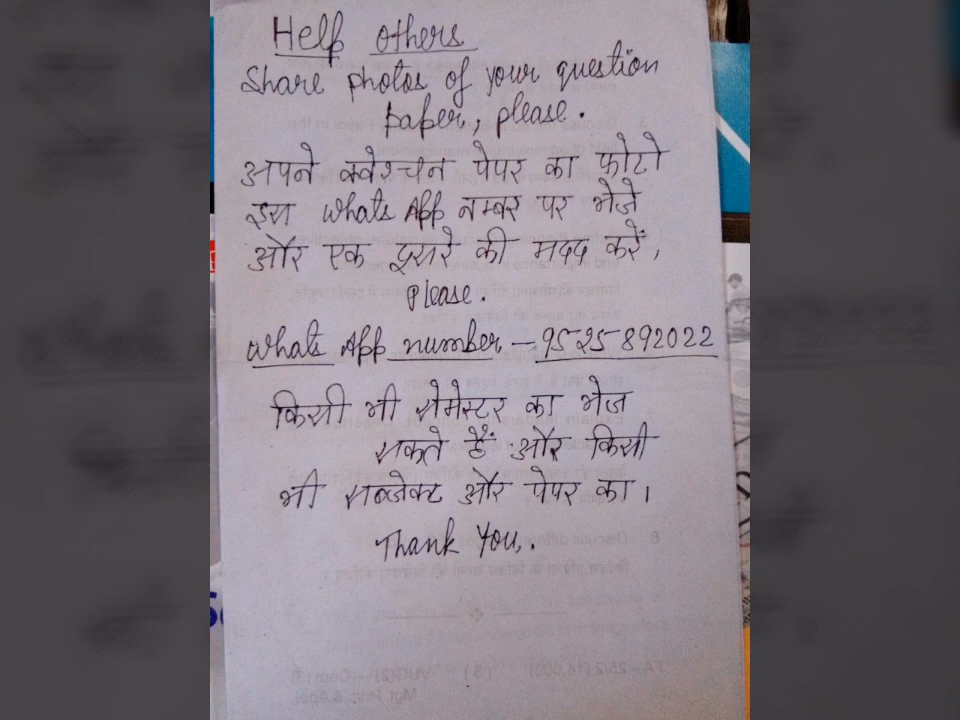 Help others
Share photos of your question
paper, please.
अपने क्वेश्चन पेपर का फोटो
इस Whats App नम्बर पर भेजे
और एक दूसरे की मदद करें,
Please.
Whats App number - 9525892022
किसी भी सेमेस्टर का भेज
सकते हैं और किसी
भी सब्जेक्ट और पेपर का।
Thank You..